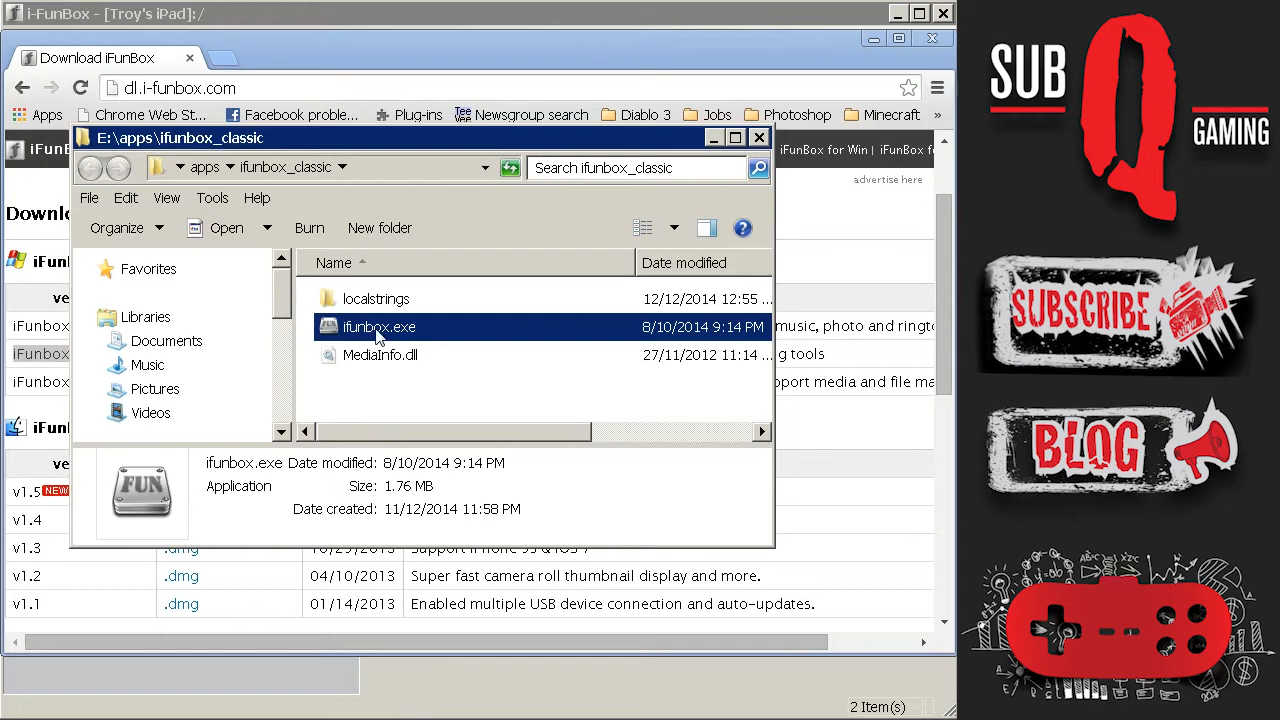 i-FunBox - [Troy's iPad]:/
Download iFunBox
dl.i-funbox.com
Apps
Chrome Web St...
Facebook proble...
Plug-ins
Newsgroup search
Diablo 3
Jobs
Photoshop
Minecraft
»
E:\apps\ifunbox_classic
iFunBox for Win | iFunBox fo
apps
ifunbox_classic
Search ifunbox_classic
advertise here
File Edit View Tools Help
Downlo
Organize
Open
Burn
New folder
Name
Date modified
Favorites
localstrings
12/12/2014 12:55 ...
Libraries
ifunbox.exe
8/10/2014 9:14 PM
music, photo and ringto
Documents
MediaInfo.dll
27/11/2012 11:14 ...
g tools
Music
Pictures
pport media and file ma
Videos
iFunBox
iFunBox
iFunBox
ifunbox.exe Date modified: 8/10/2014 9:14 PM
Application
Size: 1.76 MB
Date created: 11/12/2014 11:58 PM
FUN
v1.5 NEW
v1.4
v1.3
.dmg
10/29/2013
v1.2
.dmg
04/10/2013
Super fast camera roll thumbnail display and more.
v1.1
.dmg
01/14/2013
Enabled multiple USB device connection and auto-updates.
2 Item(s)
SUB
Q
GAMING
SUBSCRIBE
BLOG